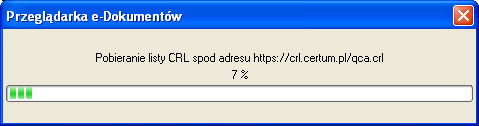 Przeglądarka e-Dokumentów
Pobieranie listy CRL spod adresu https://crl.certum.pl/qca.crl
7 %